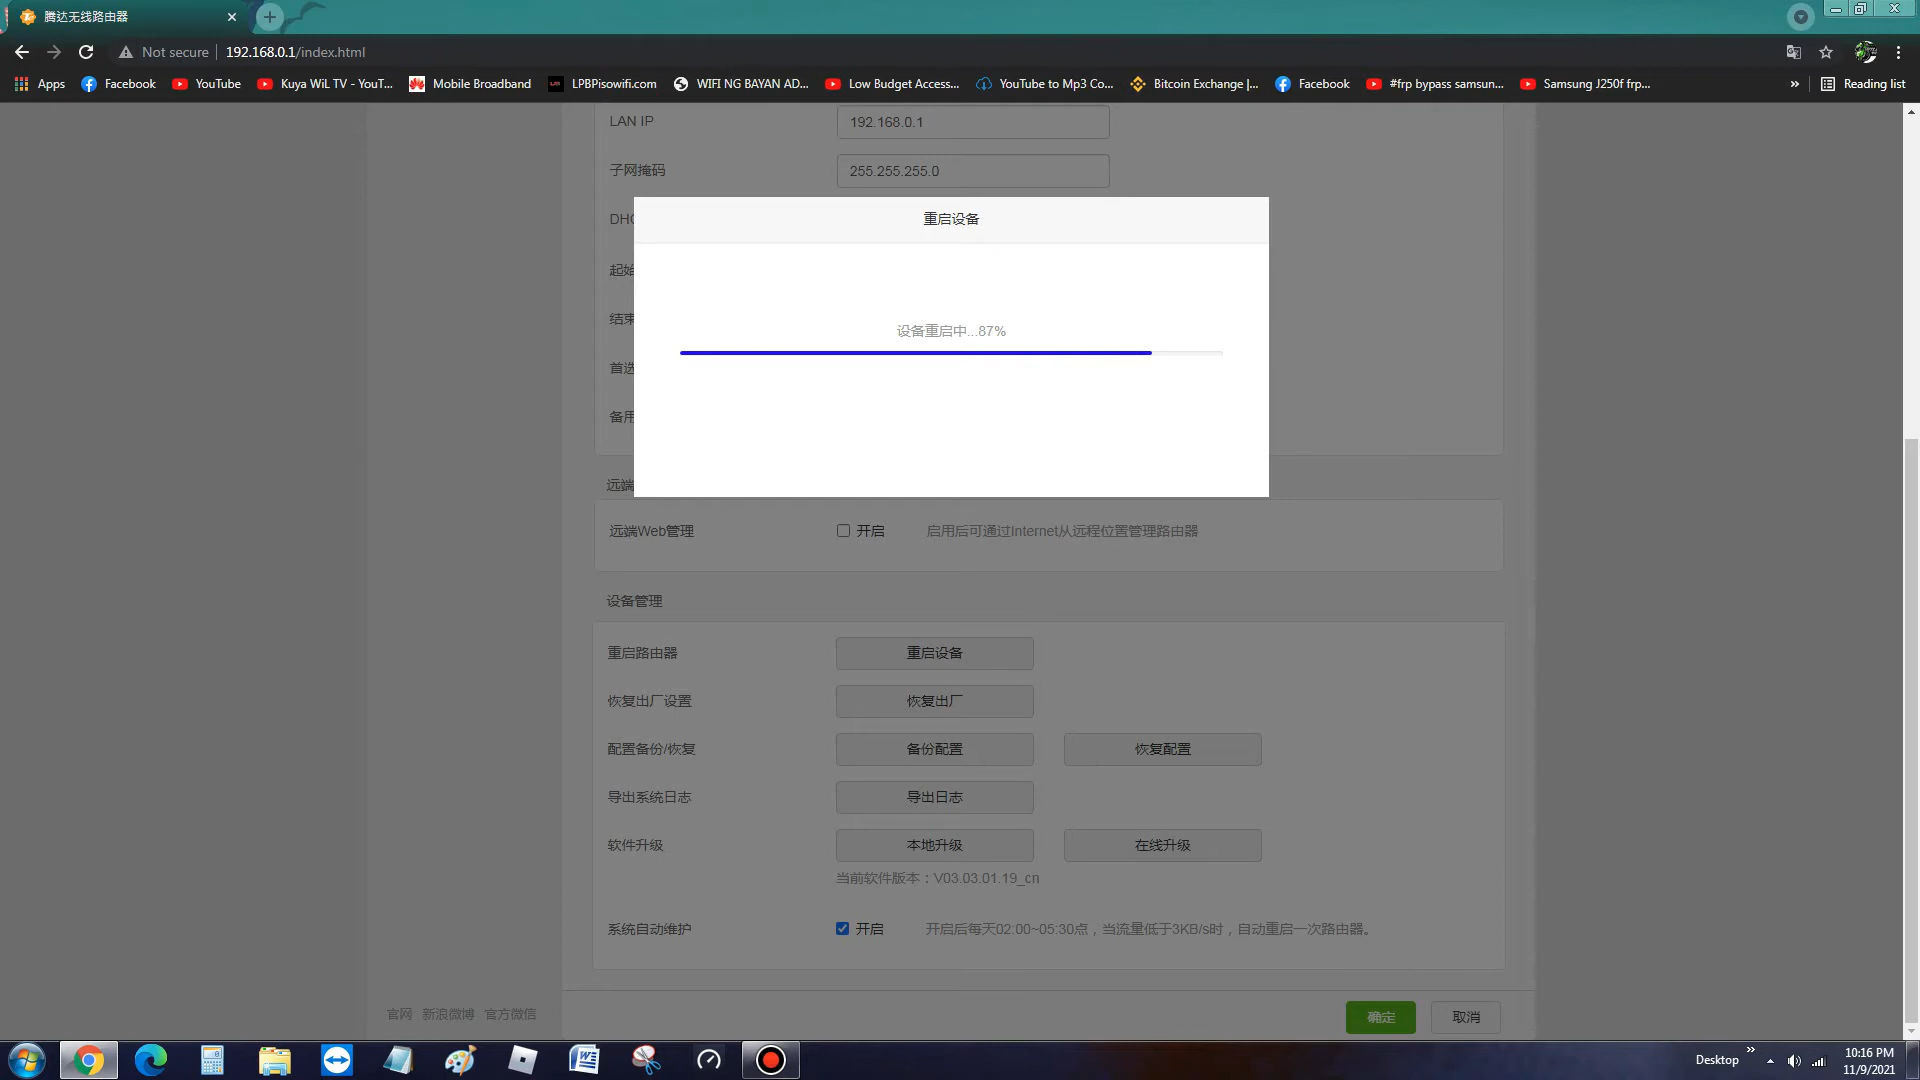 腾达无线路由器
Not secure
192.168.0.1/index.html
Apps
Facebook
YouTube
Kuya WiL TV - YouT...
Mobile Broadband
LPBPisowifi.com
WIFI NG BAYAN AD...
Low Budget Access...
YouTube to Mp3 Co...
Bitcoin Exchange |...
Facebook
#frp bypass samsun...
Samsung J250f frp...
»
Reading list
LAN IP
192.168.0.1
子网掩码
255.255.255.0
重启设备
设备重启中...87%
起始
结束
首选
备用
远端
远端Web管理
开启
启用后可通过Internet从远程位置管理路由器
设备管理
重启路由器
重启设备
恢复出厂设置
恢复出厂
配置备份/恢复
备份配置
恢复配置
导出系统日志
导出日志
软件升级
本地升级
在线升级
当前软件版本：V03.03.01.19_cn
系统自动维护
开启
开启后每天02:00~05:30点，当流量低于3KB/s时，自动重启一次路由器。
官网 新浪微博 官方微信
确定
取消
Desktop
»
10:16 PM
11/9/2021